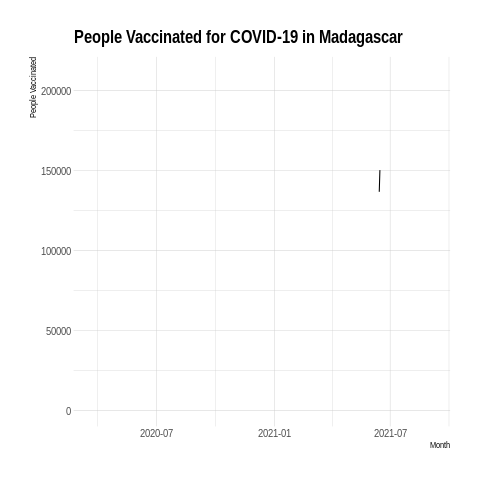 People Vaccinated for COVID-19 in Madagascar
People Vaccinated
200000
150000
100000
50000
0
2020-07 2021-01 2021-07
Month